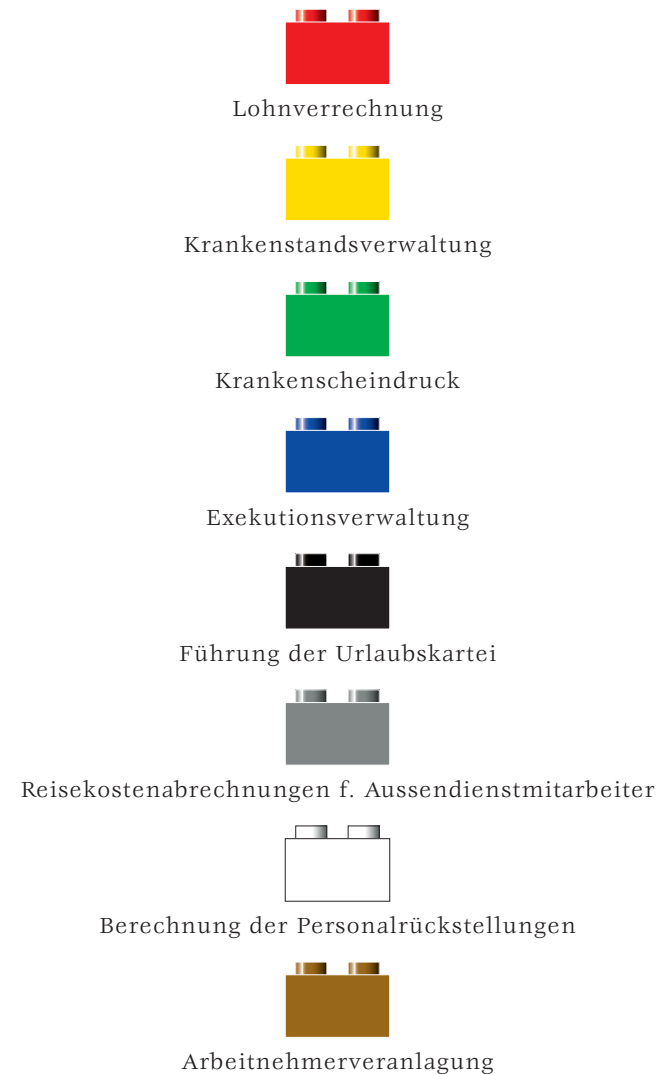 Lohnverrechnung
Krankenstandsverwaltung
Krankenscheindruck
Exekutionsverwaltung
Führung der Urlaubskartei
Reisekostenabrechnungen f. Aussendienstmitarbeiter
Berechnung der Personalrückstellungen
Arbeitnehmerveranlagung